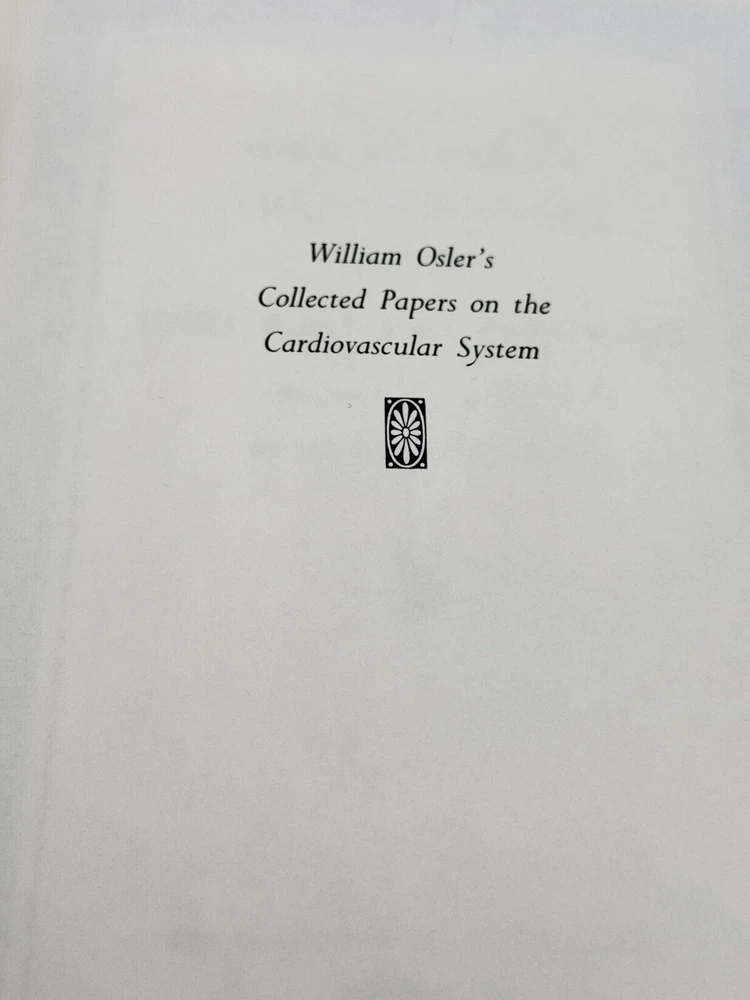 William Osler's
Collected Papers on the
Cardiovascular System